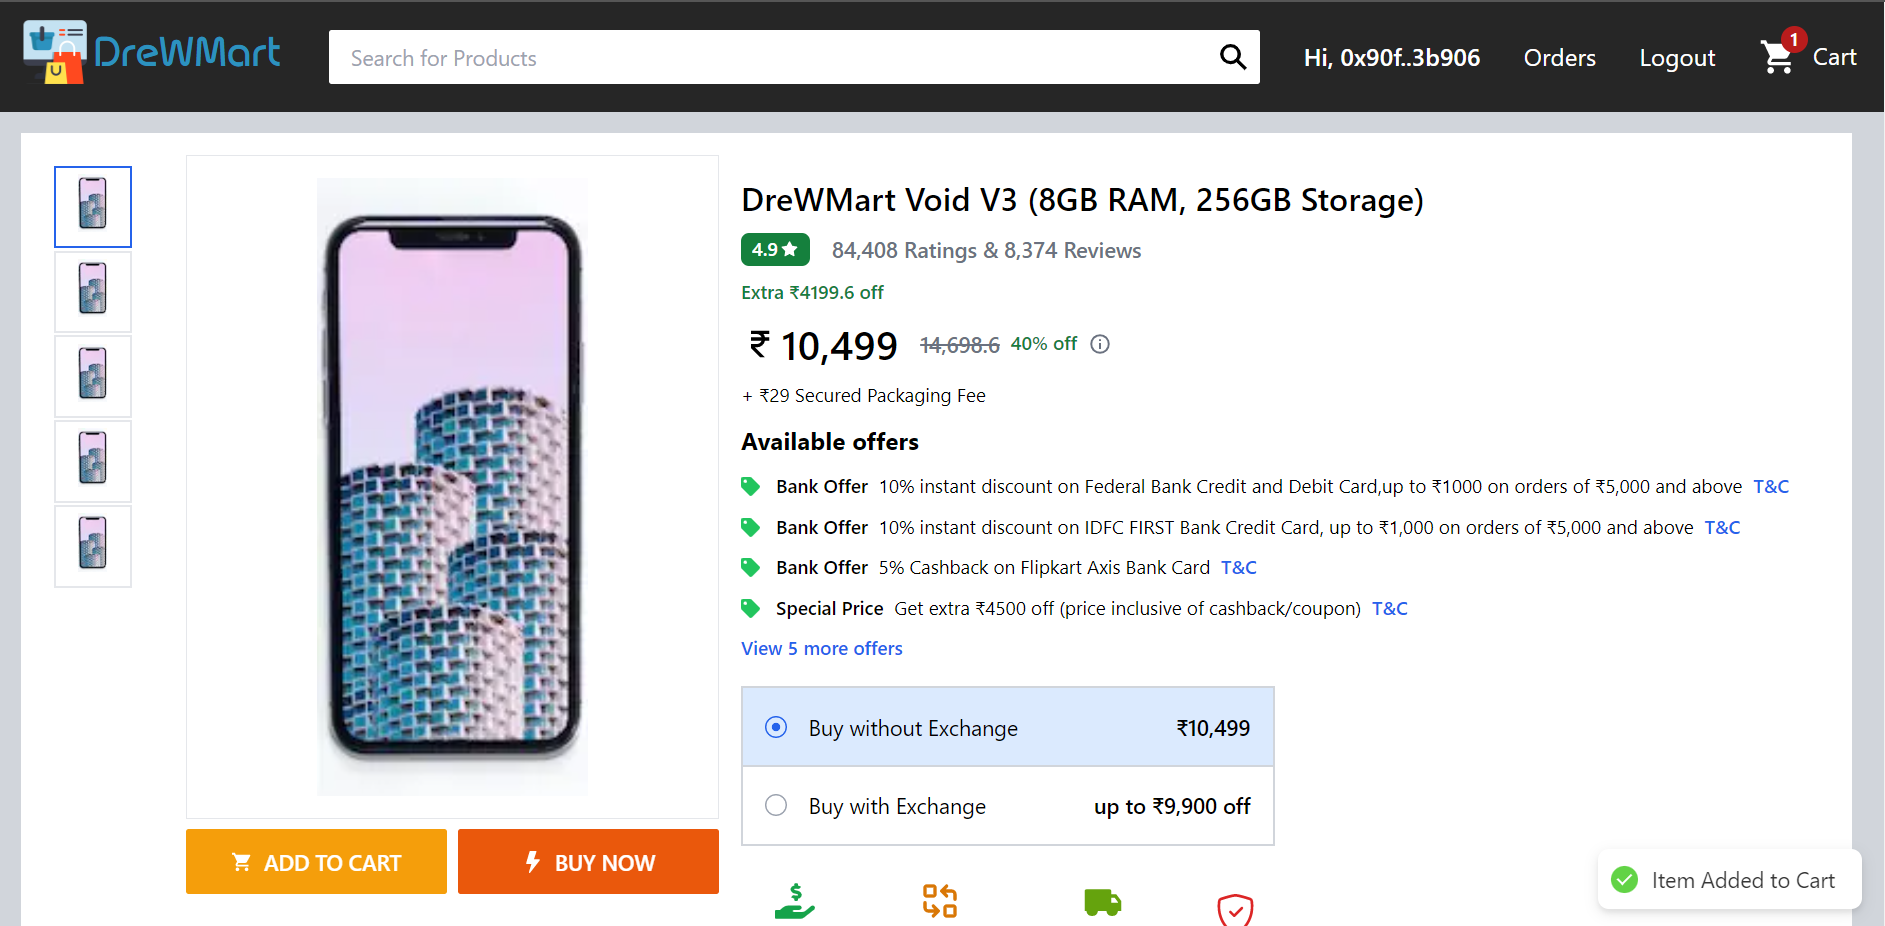 DreWMart
Search for Products
Hi, 0x90f..3b906
Orders
Logout
1
Cart
DreWMart Void V3 (8GB RAM, 256GB Storage)
4.9
84,408 Ratings & 8,374 Reviews
Extra ₹4199.6 off
₹ 10,499 14,698.6 40% off
+ ₹29 Secured Packaging Fee
Available offers
Bank Offer 10% instant discount on Federal Bank Credit and Debit Card,up to ₹1000 on orders of ₹5,000 and above T&C
Bank Offer 10% instant discount on IDFC FIRST Bank Credit Card, up to ₹1,000 on orders of ₹5,000 and above T&C
Bank Offer 5% Cashback on Flipkart Axis Bank Card T&C
Special Price Get extra ₹4500 off (price inclusive of cashback/coupon) T&C
View 5 more offers
Buy without Exchange ₹10,499
Buy with Exchange up to ₹9,900 off
ADD TO CART
BUY NOW
Item Added to Cart